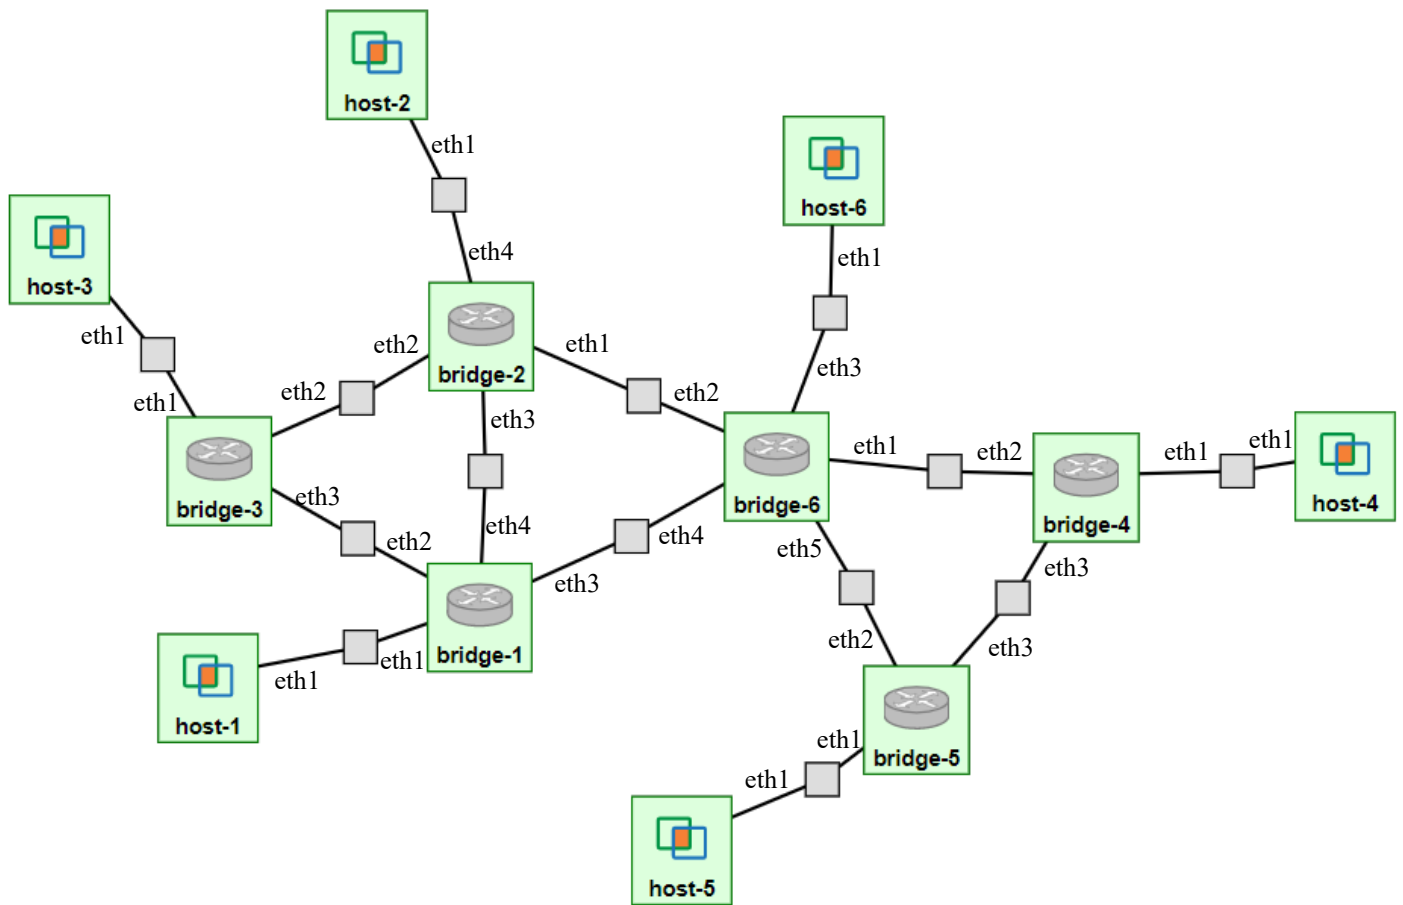 host-2
eth1
host-6
eth4
host-3
eth1
eth1
eth2
eth1
bridge-2
eth3
eth2
eth2
eth1
eth3
bridge-3
eth1
eth2
eth1
eth1
host-4
bridge-6
bridge-4
eth3
eth4
eth2
eth4
eth5
eth3
eth3
bridge-1
eth1
eth1
host-1
eth2
eth3
eth1
bridge-5
eth1
host-5